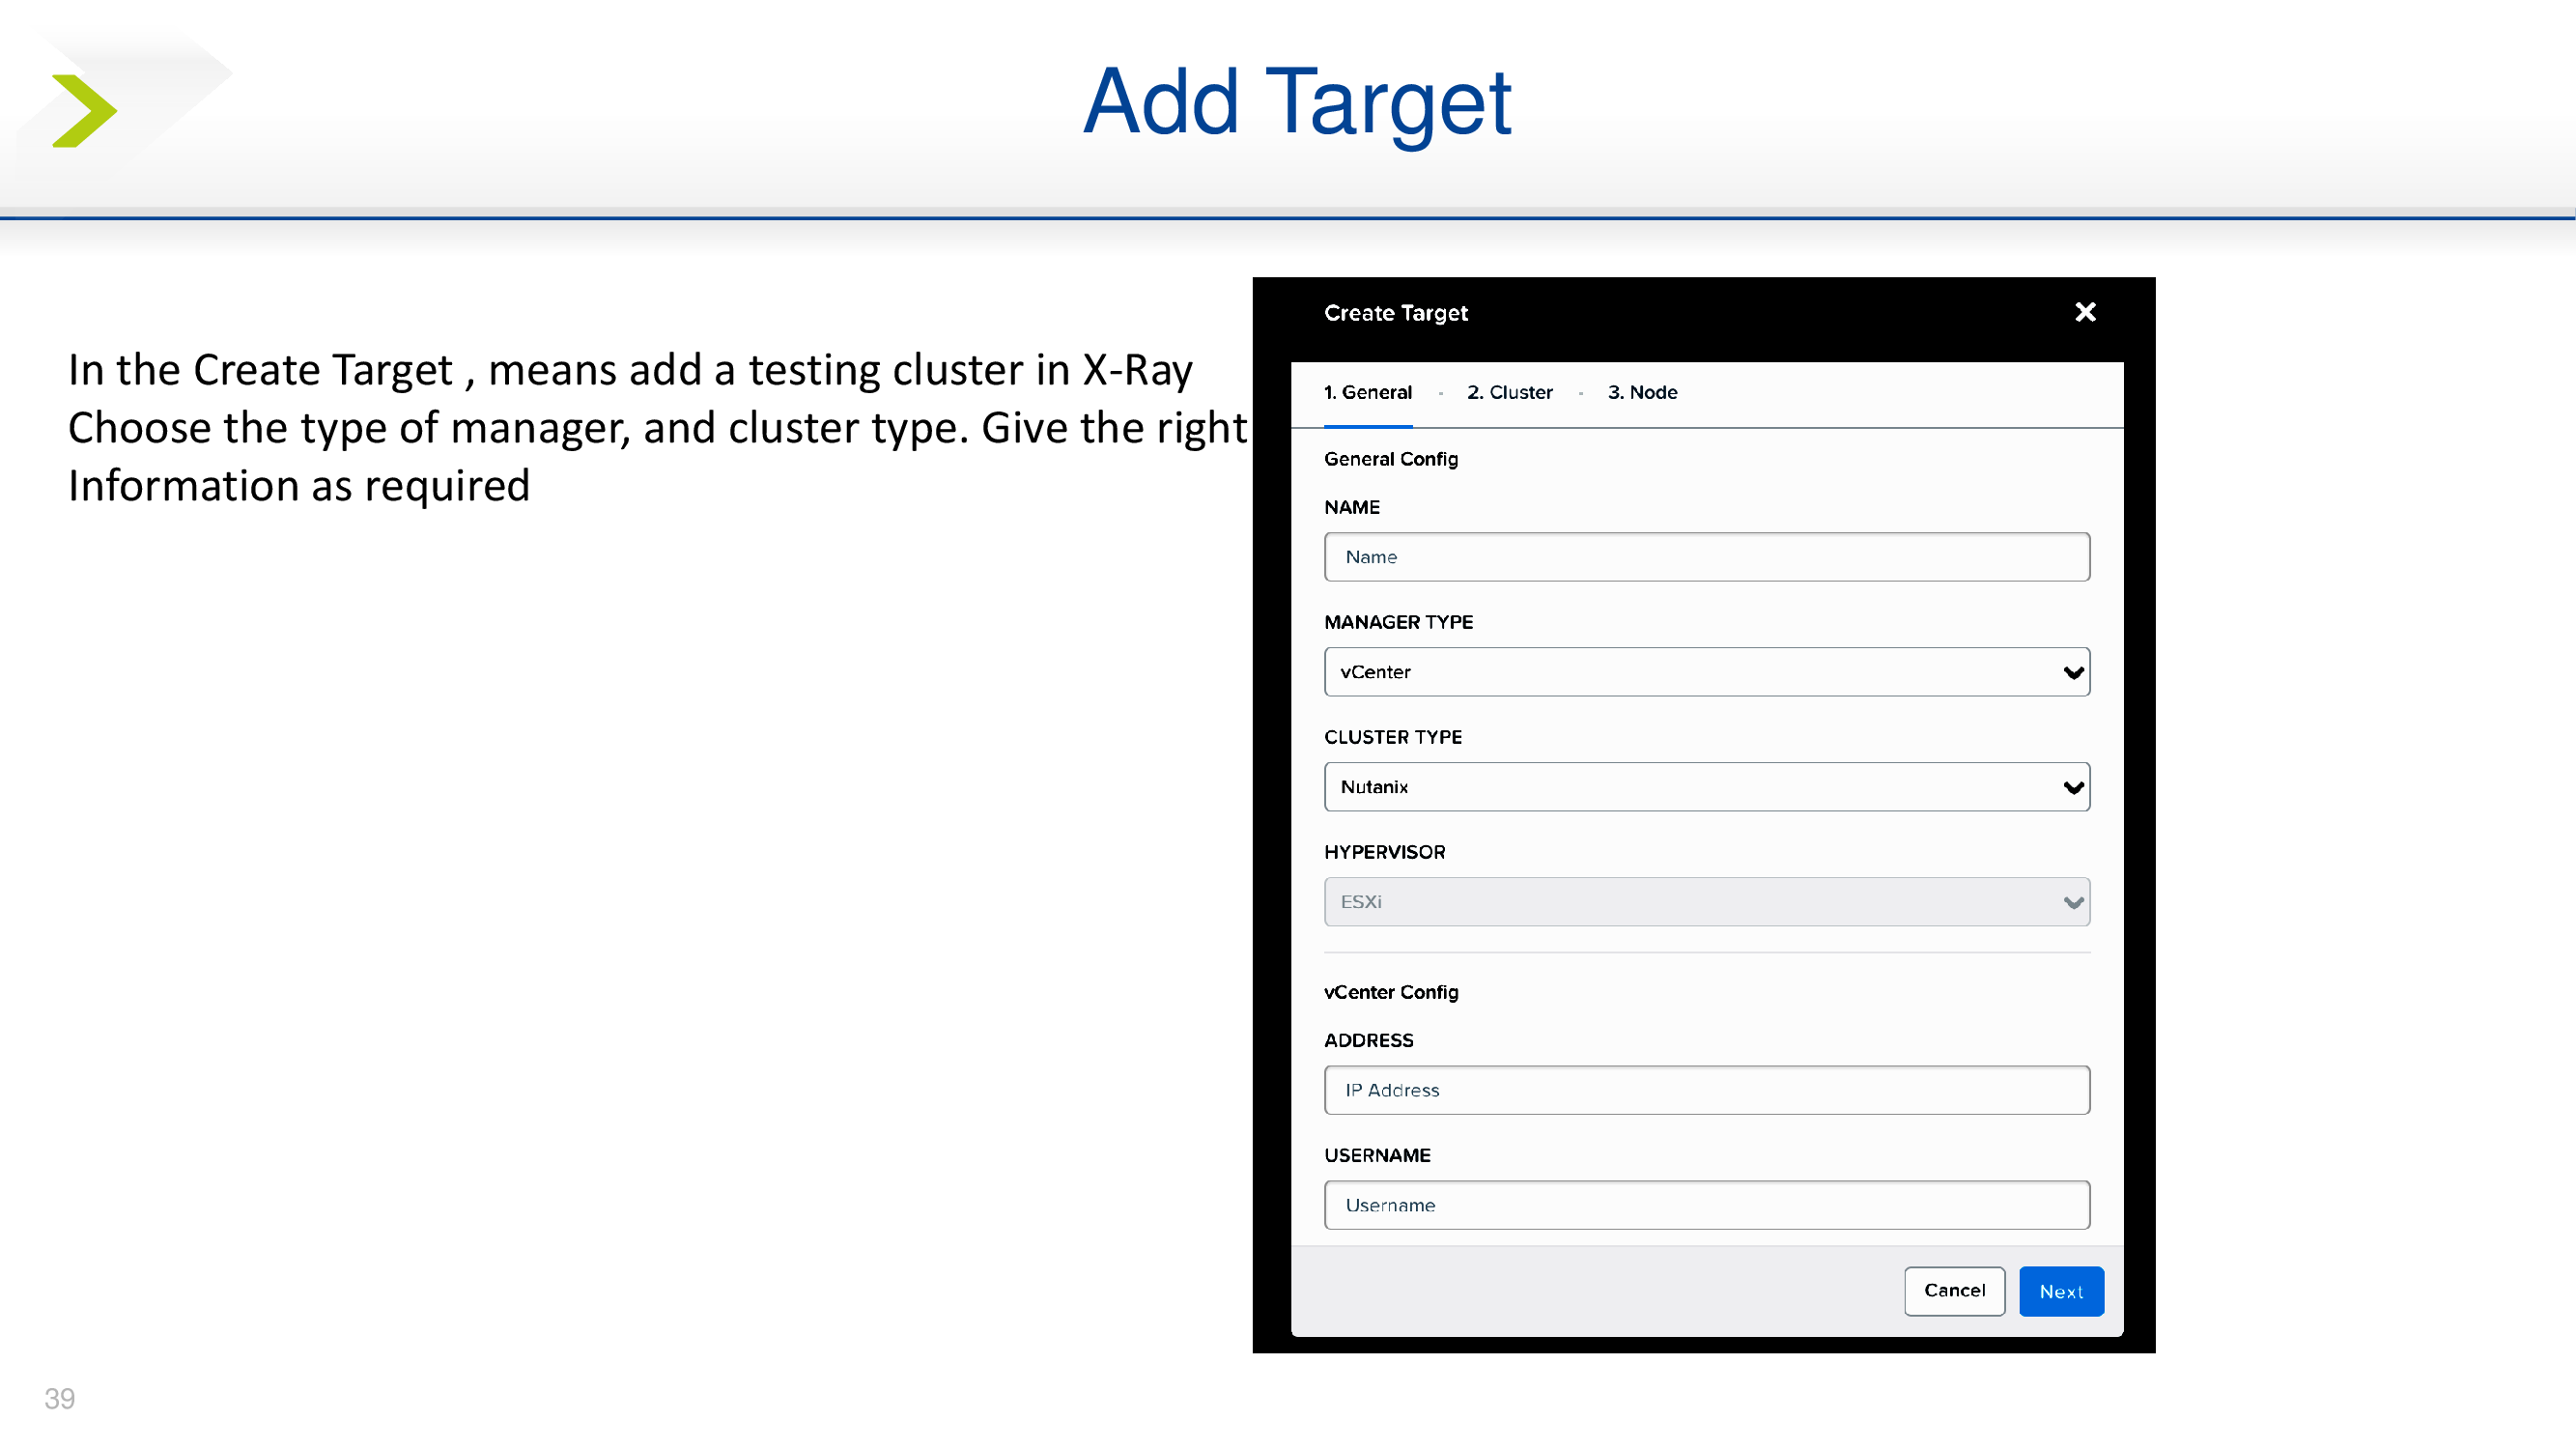 Add Target
In the Create Target , means add a testing cluster in X-Ray
Choose the type of manager, and cluster type. Give the right
Information as required
Create Target
1. General
2. Cluster
3. Node
General Config
NAME
Name
MANAGER TYPE
vCenter
CLUSTER TYPE
Nutanix
HYPERVISOR
ESXi
vCenter Config
ADDRESS
IP Address
USERNAME
Username
Cancel
Next
39